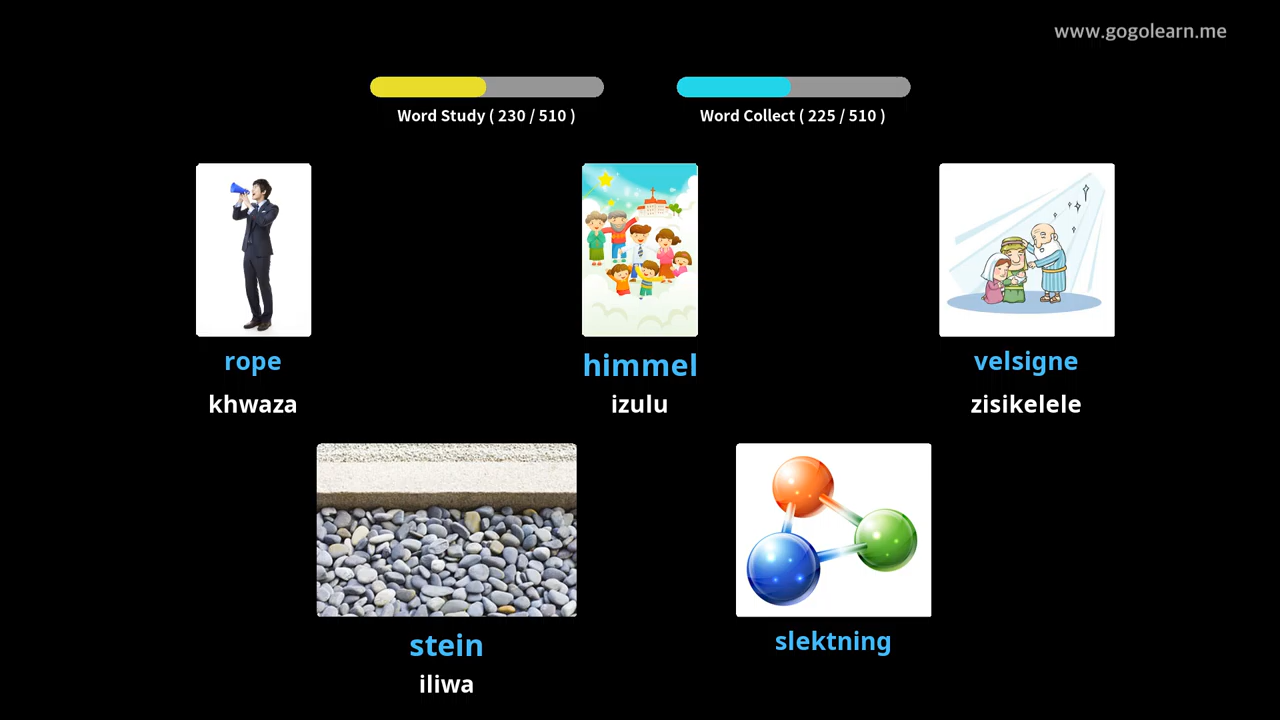 www.gogolearn.me
Word Study ( 230 / 510 )
Word Collect ( 225 / 510 )
rope
himmel
velsigne
khwaza
izulu
zisikelele
stein
slektning
iliwa